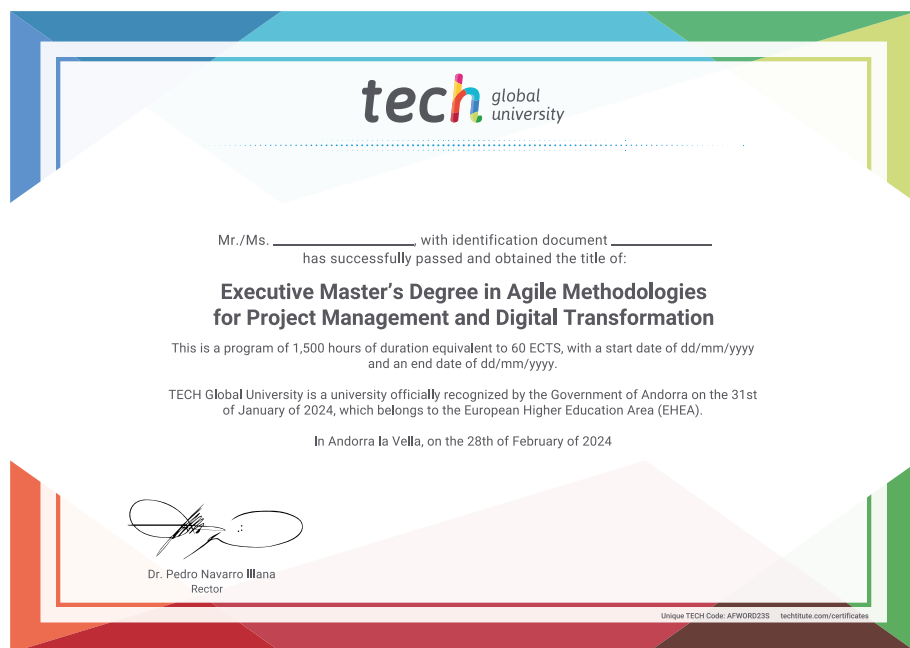 tech global
university
Mr./Ms. ____________________, with identification document ______________
has successfully passed and obtained the title of:
Executive Master’s Degree in Agile Methodologies
for Project Management and Digital Transformation
This is a program of 1,500 hours of duration equivalent to 60 ECTS, with a start date of dd/mm/yyyy
and an end date of dd/mm/yyyy.
TECH Global University is a university officially recognized by the Government of Andorra on the 31st
of January of 2024, which belongs to the European Higher Education Area (EHEA).
In Andorra la Vella, on the 28th of February of 2024
Dr. Pedro Navarro Illana
Rector
Unique TECH Code: AFWORD23S techtitute.com/certificates